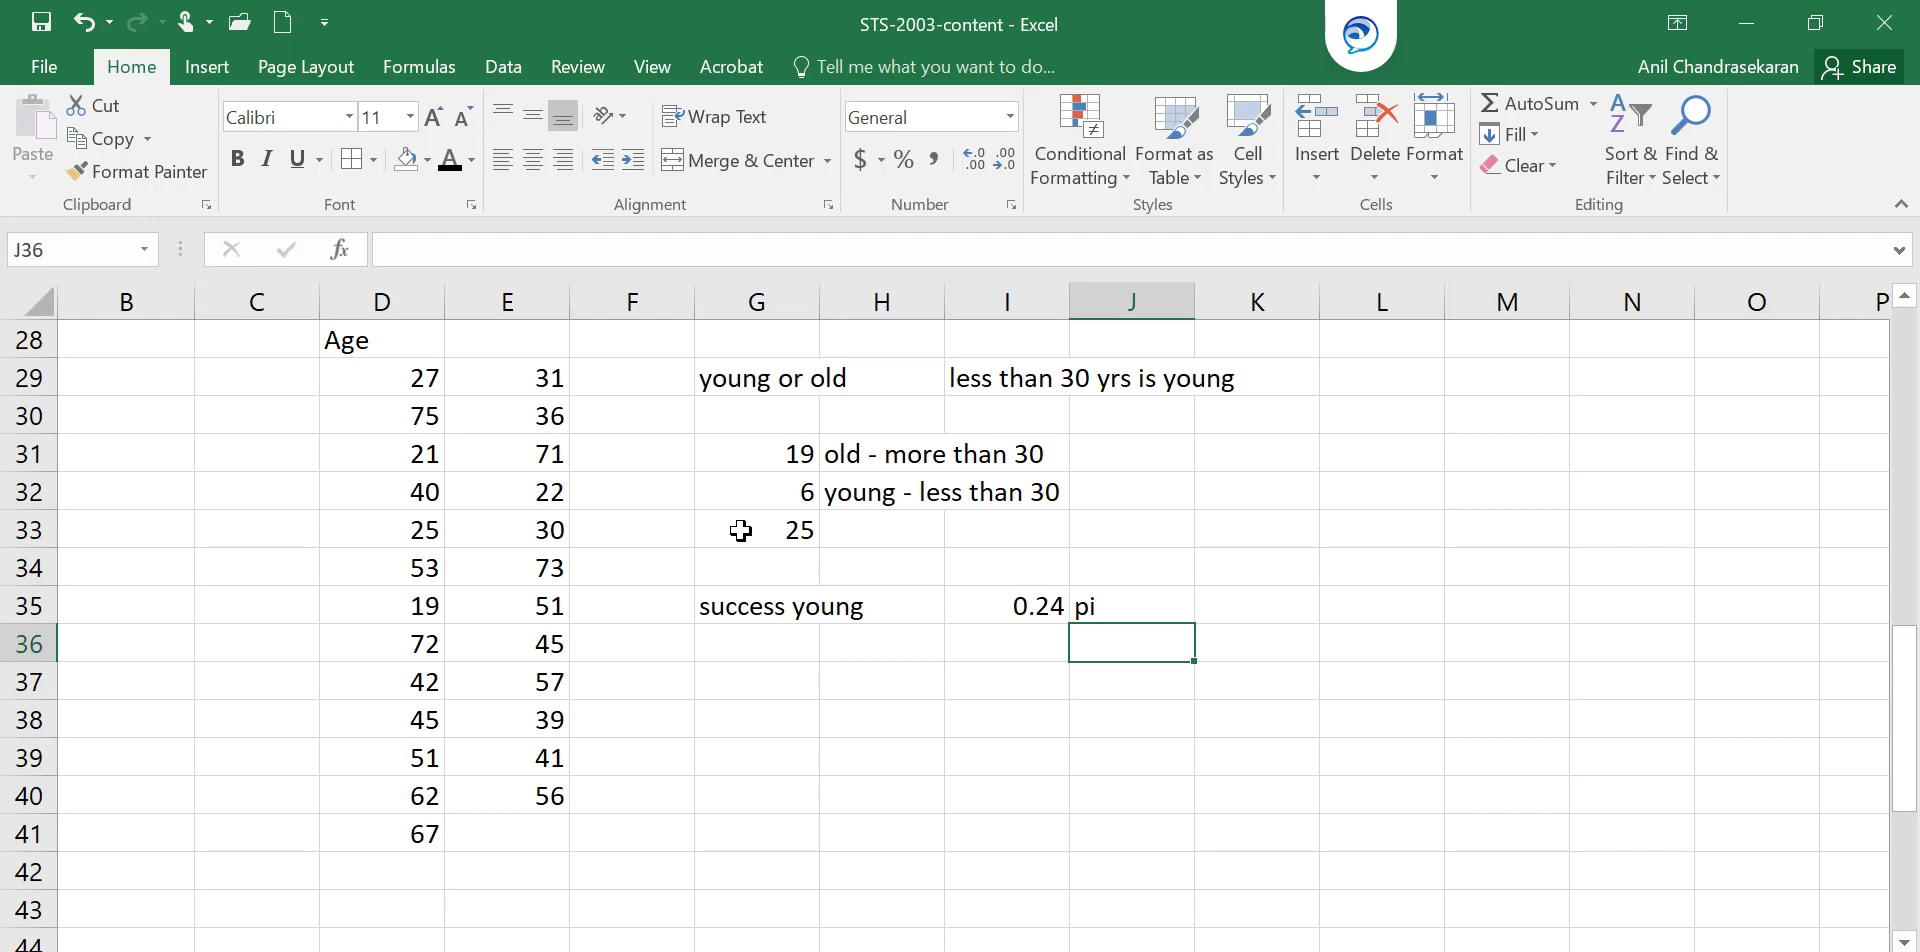 STS-2003-content - Excel
File Home Insert Page Layout Formulas Data Review View Acrobat Tell me what you want to do... Anil Chandrasekaran Share
Paste
Cut
Copy
Format Painter
Clipboard
Calibri 11
B I U
Font
Wrap Text
Merge & Center
Alignment
General
$ % ,
Number
Conditional Formatting
Format as Table
Cell Styles
Styles
Insert Delete Format
Cells
AutoSum
Fill
Clear
Sort & Filter
Find & Select
Editing
J36 fx
B C D E F G H I J K L M N O P
28 Age
29 27 31 young or old less than 30 yrs is young
30 75 36
31 21 71 19 old - more than 30
32 40 22 6 young - less than 30
33 25 30 25
34 53 73
35 19 51 success young 0.24 pi
36 72 45
37 42 57
38 45 39
39 51 41
40 62 56
41 67
42
43
44